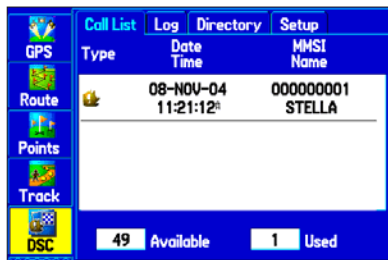 Call List Log Directory Setup
GPS
Type Date Time MMSI Name
Route
08-NOV-04 000000001
11:21:12 STELLA
Points
Track
DSC
49 Available 1 Used